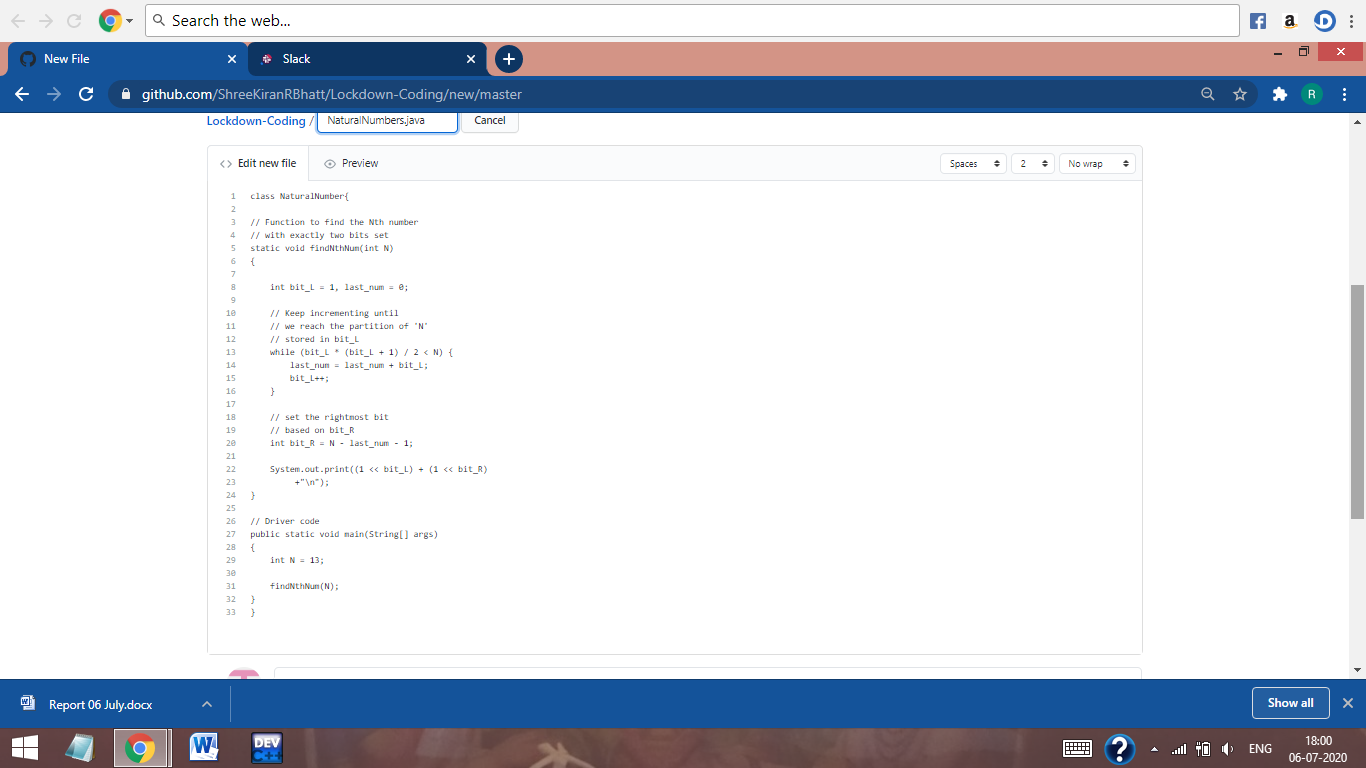 Search the web...
New File
Slack
github.com/ShreeKiranRBhatt/Lockdown-Coding/new/master
Lockdown-Coding / NaturalNumbers.java Cancel
<> Edit new file Preview Spaces 2 No wrap
1 class NaturalNumber{
2
3 // Function to find the Nth number
4 // with exactly two bits set
5 static void findNthNum(int N)
6 {
7
8 int bit_L = 1, last_num = 0;
9
10 // Keep incrementing until
11 // we reach the partition of 'N'
12 // stored in bit_L
13 while (bit_L * (bit_L + 1) / 2 < N) {
14 last_num = last_num + bit_L;
15 bit_L++;
16 }
17
18 // set the rightmost bit
19 // based on bit_R
20 int bit_R = N - last_num - 1;
21
22 System.out.print((1 << bit_L) + (1 << bit_R)
23 +"\n");
24 }
25
26 // Driver code
27 public static void main(String[] args)
28 {
29 int N = 13;
30
31 findNthNum(N);
32 }
33 }
Report 06 July.docx
Show all
DEV C++
ENG
18:00
06-07-2020